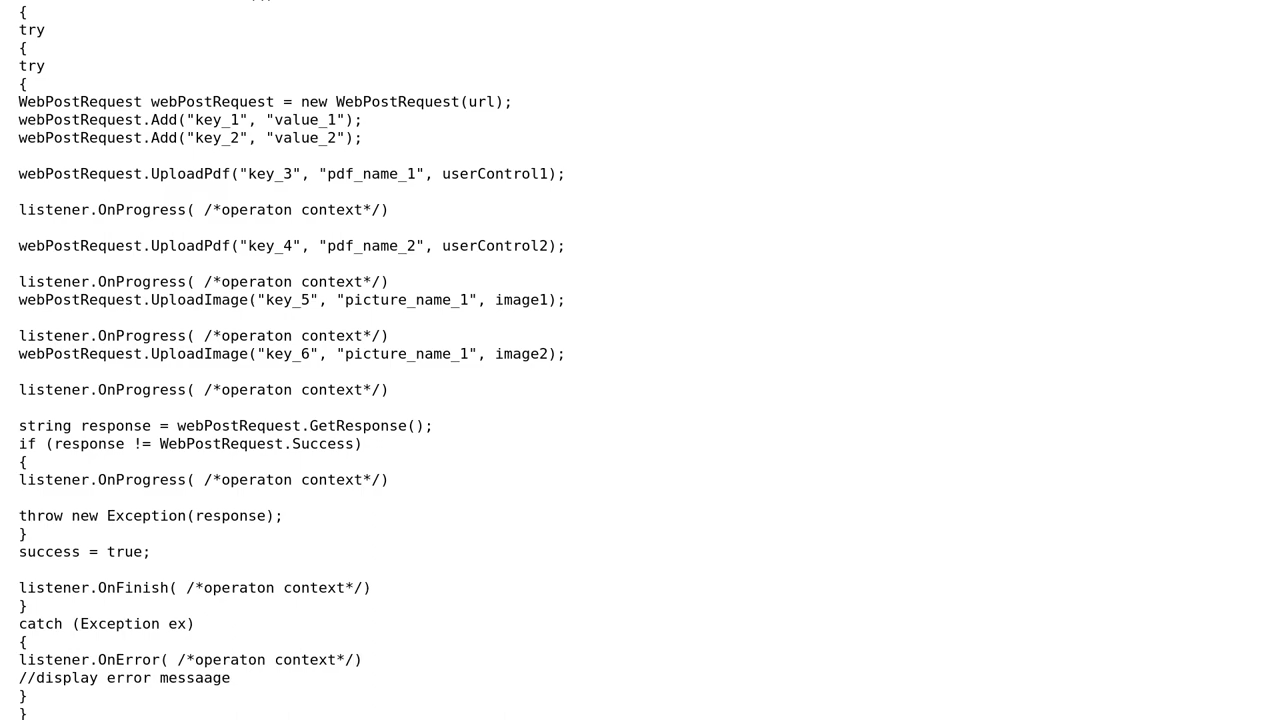 {
try
{
try
{
WebPostRequest webPostRequest = new WebPostRequest(url);
webPostRequest.Add("key_1", "value_1");
webPostRequest.Add("key_2", "value_2");
webPostRequest.UploadPdf("key_3", "pdf_name_1", userControl1);
listener.OnProgress( /*operaton context*/)
webPostRequest.UploadPdf("key_4", "pdf_name_2", userControl2);
listener.OnProgress( /*operaton context*/)
webPostRequest.UploadImage("key_5", "picture_name_1", image1);
listener.OnProgress( /*operaton context*/)
webPostRequest.UploadImage("key_6", "picture_name_1", image2);
listener.OnProgress( /*operaton context*/)
string response = webPostRequest.GetResponse();
if (response != WebPostRequest.Success)
{
listener.OnProgress( /*operaton context*/)
throw new Exception(response);
}
success = true;
listener.OnFinish( /*operaton context*/)
}
catch (Exception ex)
{
listener.OnError( /*operaton context*/)
//display error messaage
}
}